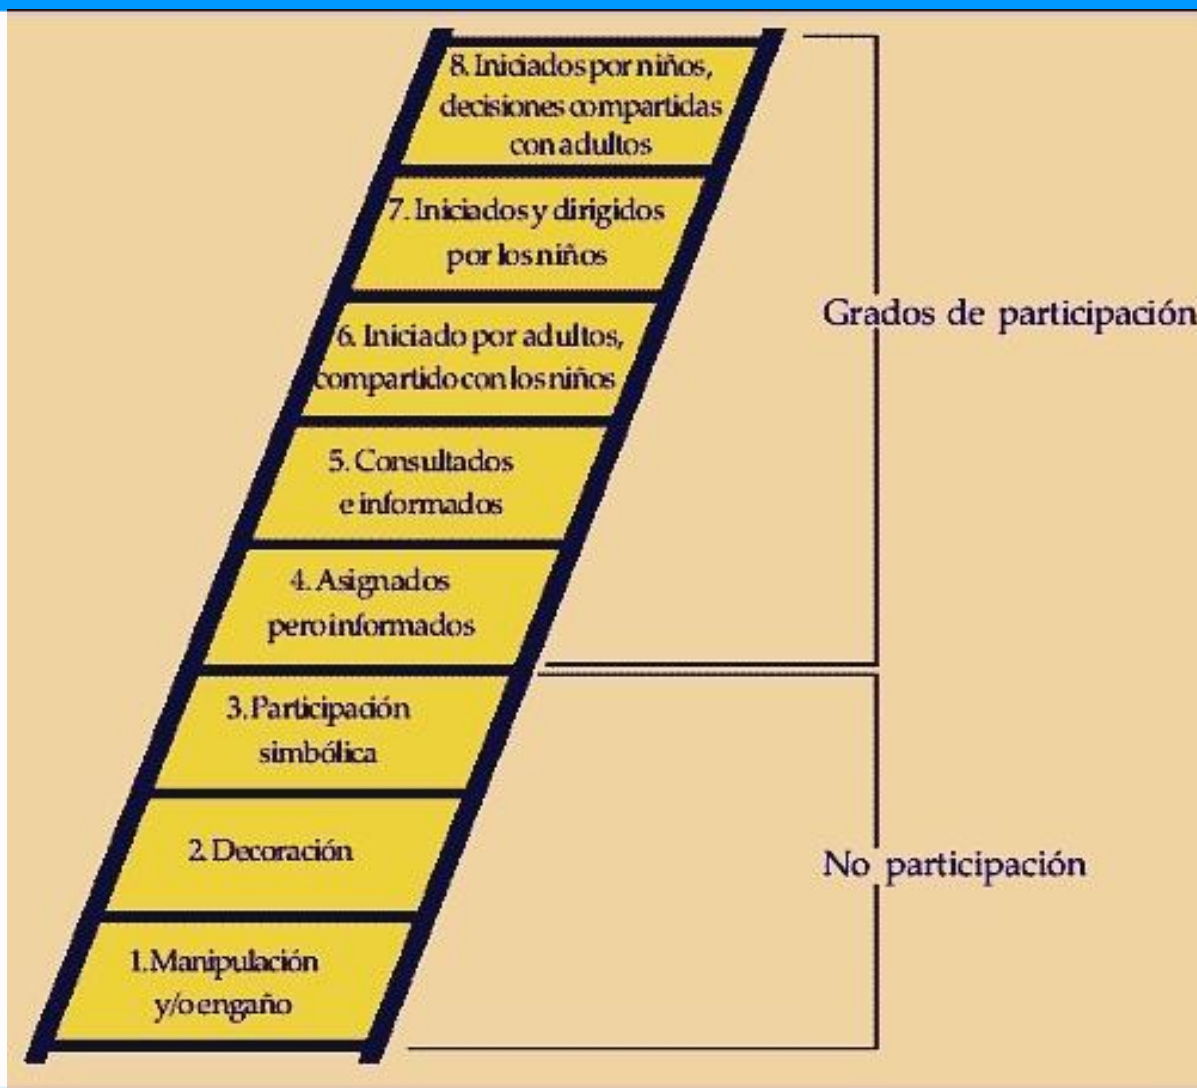 8. Iniciados por niños,
decisiones compartidas
con adultos
7. Iniciados y dirigidos
por los niños
6. Iniciado por adultos,
compartido con los niños
5. Consultados
e informados
4. Asignados
pero informados
3. Participación
simbólica
2. Decoración
1. Manipulación
y/o engaño
Grados de participación
No participación